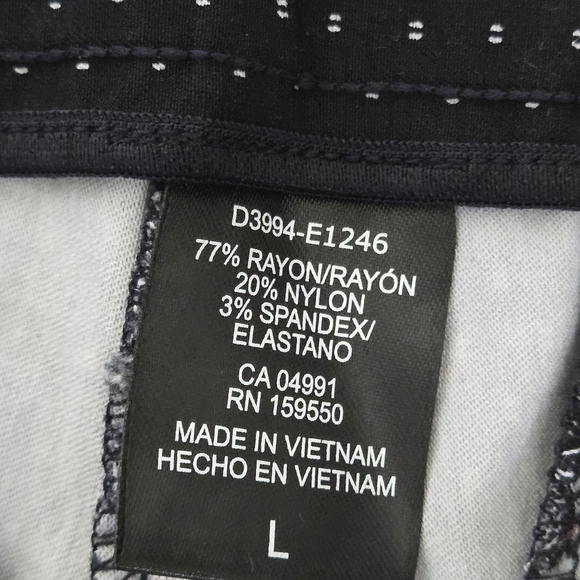 D3994-E1246
77% RAYON/RAYÓN
20% NYLON
3% SPANDEX/
ELASTANO
CA 04991
RN 159550
MADE IN VIETNAM
HECHO EN VIETNAM
L